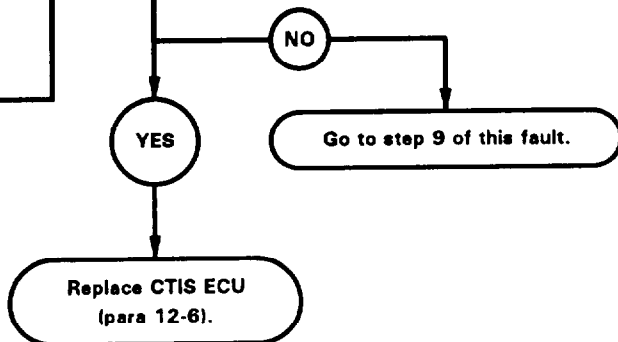 NO
YES
Go to step 9 of this fault.
Replace CTIS ECU
(para 12-6).